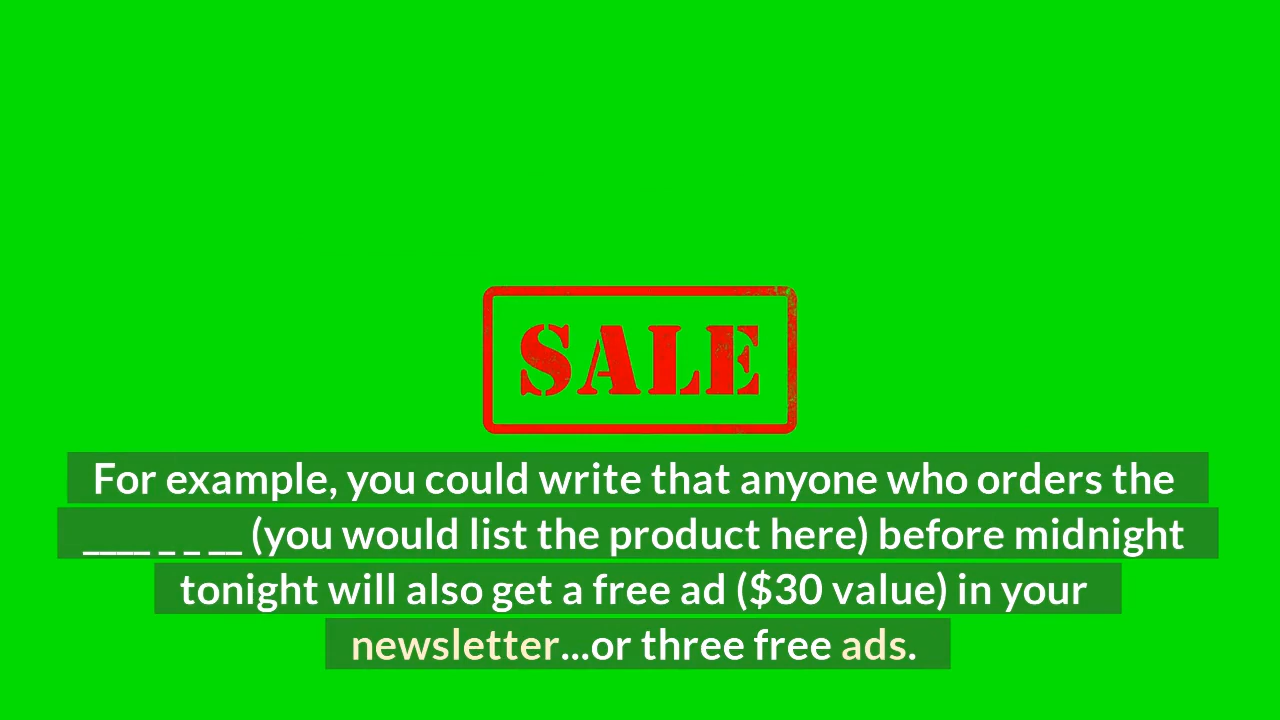 SALE
For example, you could write that anyone who orders the
____ _ _ __ (you would list the product here) before midnight
tonight will also get a free ad ($30 value) in your
newsletter...or three free ads.